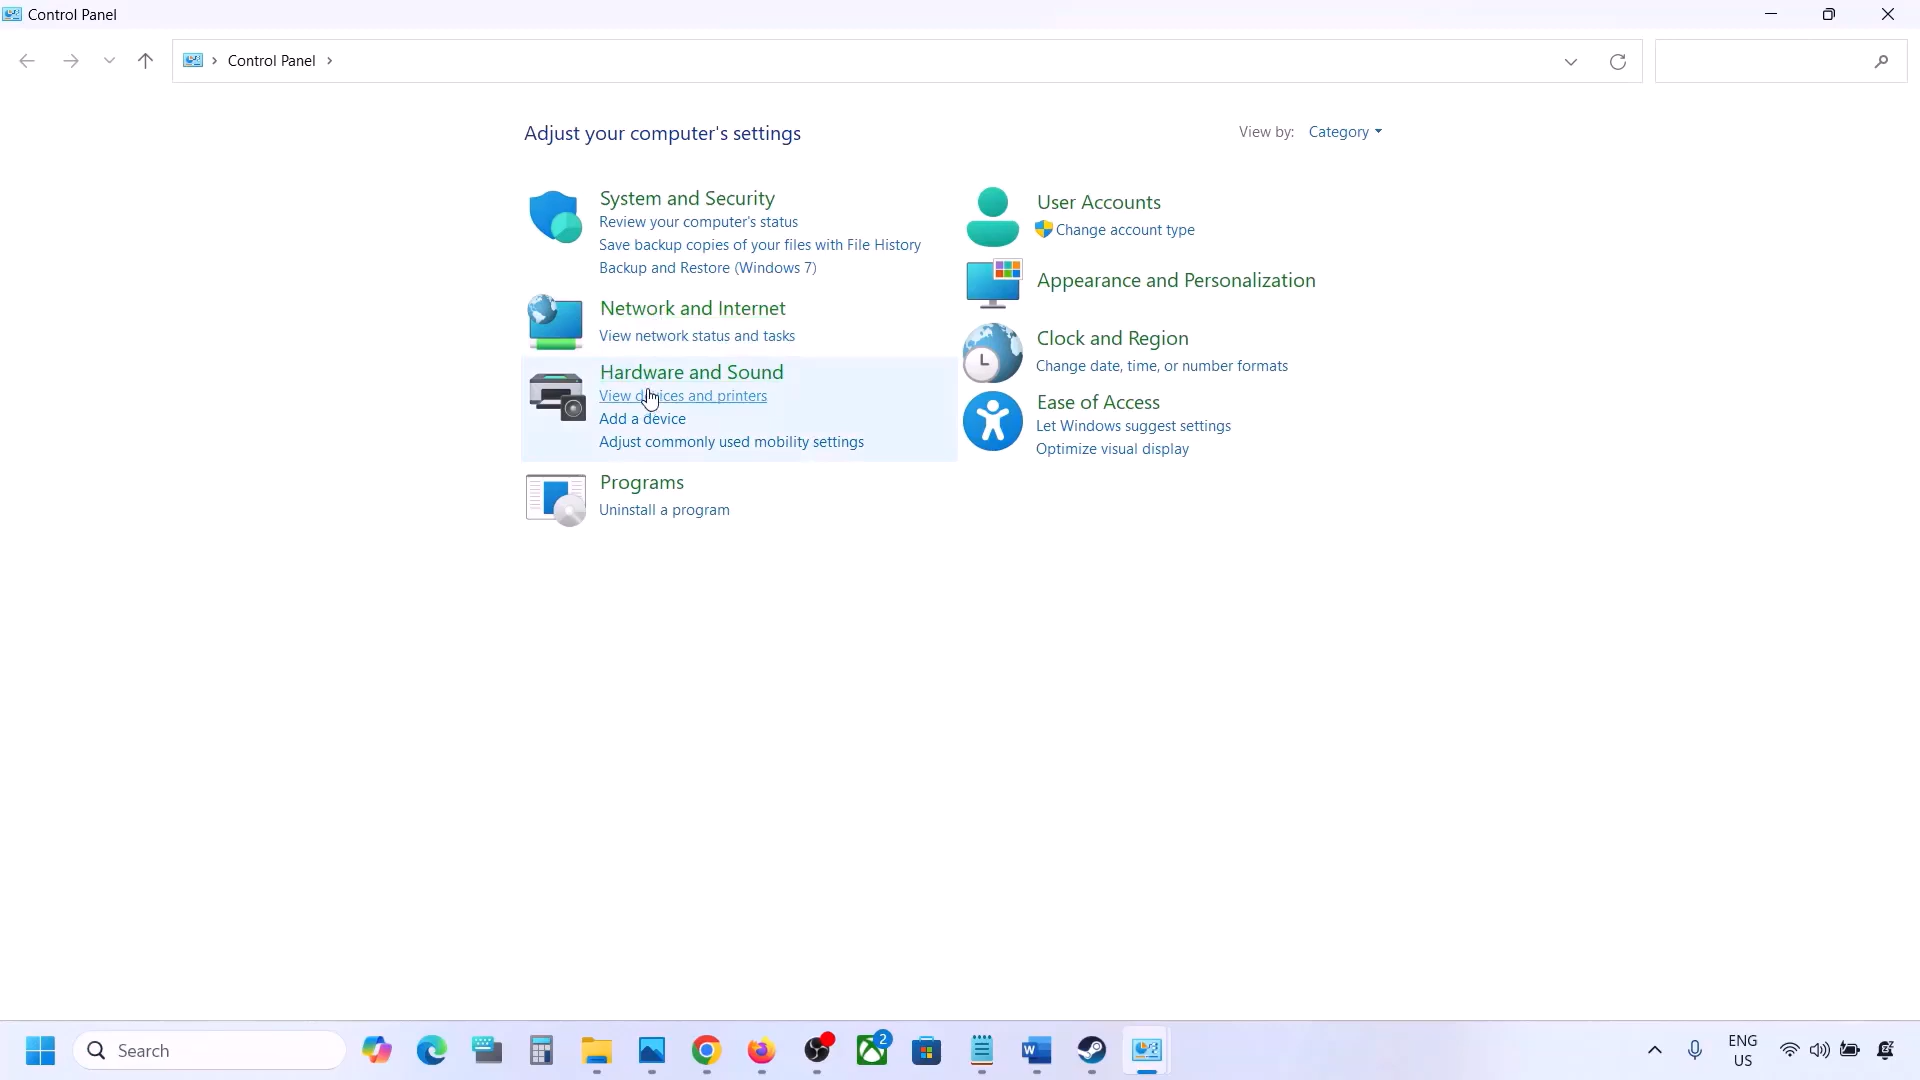 Control Panel
Control Panel
Adjust your computer's settings
View by: Category
System and Security
Review your computer's status
Save backup copies of your files with File History
Backup and Restore (Windows 7)
Network and Internet
View network status and tasks
Hardware and Sound
View devices and printers
Add a device
Adjust commonly used mobility settings
Programs
Uninstall a program
User Accounts
Change account type
Appearance and Personalization
Clock and Region
Change date, time, or number formats
Ease of Access
Let Windows suggest settings
Optimize visual display
Search
2
ENG
US